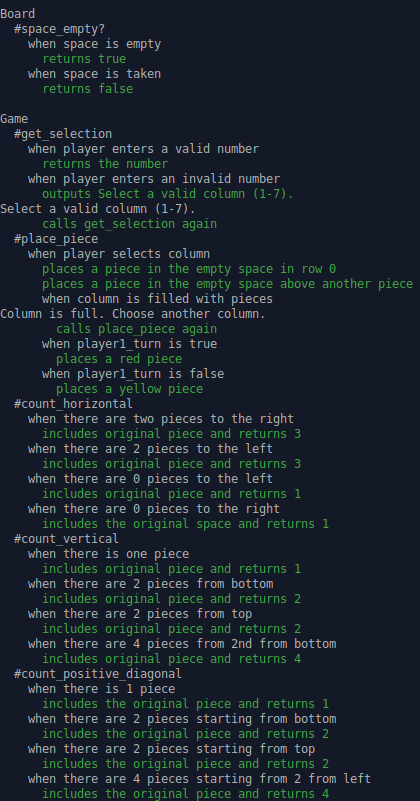 Board
  #space_empty?
    when space is empty
      returns true
    when space is taken
      returns false

Game
  #get_selection
    when player enters a valid number
      returns the number
    when player enters an invalid number
      outputs Select a valid column (1-7).
Select a valid column (1-7).
      calls get_selection again
  #place_piece
    when player selects column
      places a piece in the empty space in row 0
      places a piece in the empty space above another piece
      when column is filled with pieces
Column is full. Choose another column.
        calls place_piece again
      when player1_turn is true
        places a red piece
      when player1_turn is false
        places a yellow piece
  #count_horizontal
    when there are two pieces to the right
      includes original piece and returns 3
    when there are 2 pieces to the left
      includes original piece and returns 3
    when there are 0 pieces to the left
      includes original piece and returns 1
    when there are 0 pieces to the right
      includes the original space and returns 1
  #count_vertical
    when there is one piece
      includes original piece and returns 1
    when there are 2 pieces from bottom
      includes original piece and returns 2
    when there are 2 pieces from top
      includes original piece and returns 2
    when there are 4 pieces from 2nd from bottom
      includes original piece and returns 4
  #count_positive_diagonal
    when there is 1 piece
      includes the original piece and returns 1
    when there are 2 pieces starting from bottom
      includes the original piece and returns 2
    when there are 2 pieces starting from top
      includes the original piece and returns 2
    when there are 4 pieces starting from 2 from left
      includes the original piece and returns 4